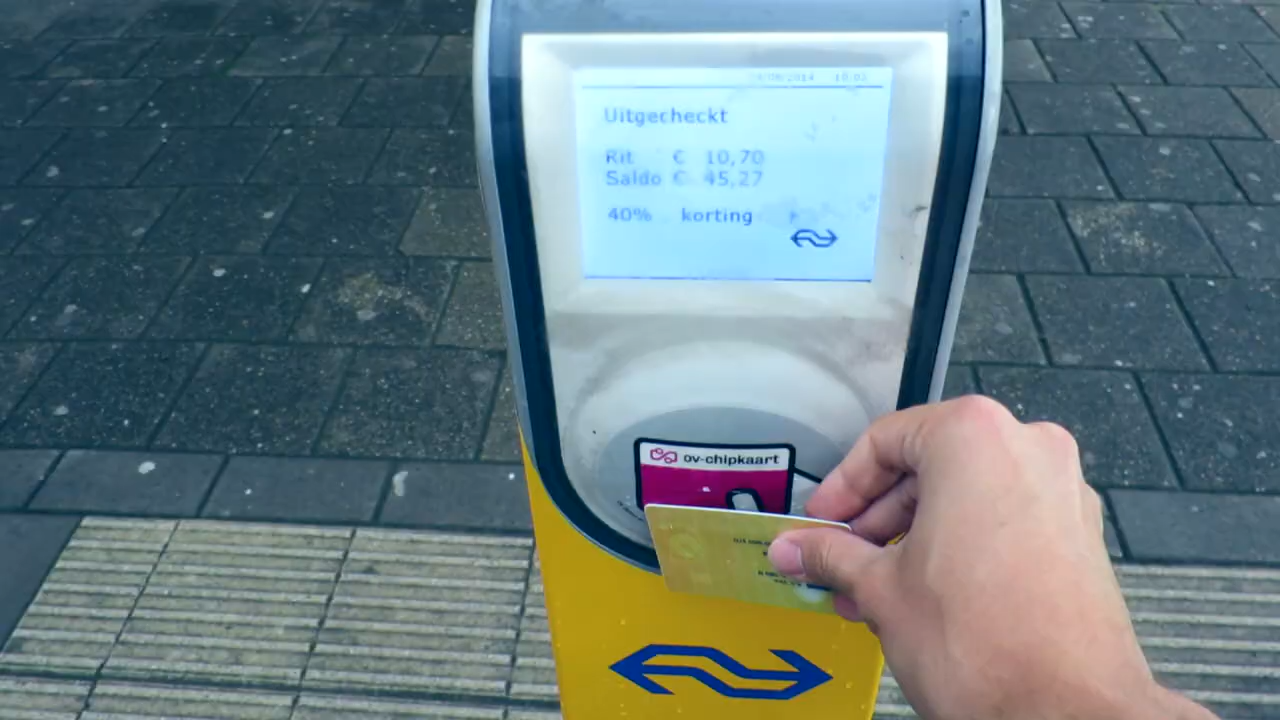 Uitgecheckt
Rit € 10,70
Saldo € 45,27
40% korting
ov-chipkaart